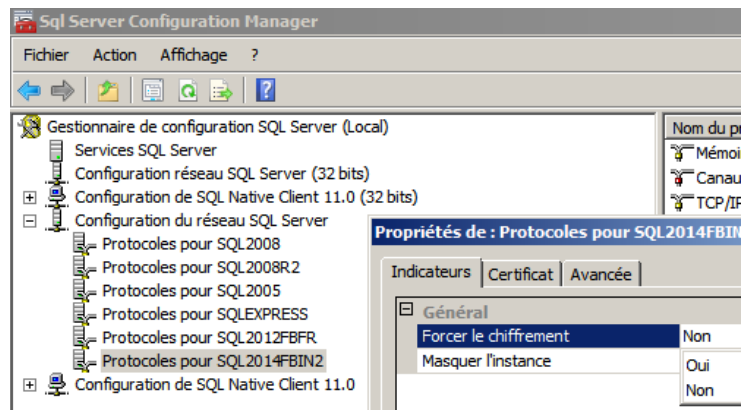 Sql Server Configuration Manager
Fichier Action Affichage ?
Gestionnaire de configuration SQL Server (Local)
Services SQL Server
Configuration réseau SQL Server (32 bits)
Configuration de SQL Native Client 11.0 (32 bits)
Configuration du réseau SQL Server
Protocoles pour SQL2008
Protocoles pour SQL2008R2
Protocoles pour SQL2005
Protocoles pour SQLEXPRESS
Protocoles pour SQL2012FBFR
Protocoles pour SQL2014FBIN2
Configuration de SQL Native Client 11.0
Nom du pr
Mémoi
Canau
TCP/IP
Propriétés de : Protocoles pour SQL2014FBIN
Indicateurs Certificat Avancée
Général
Forcer le chiffrement Non
Masquer l'instance
Oui
Non